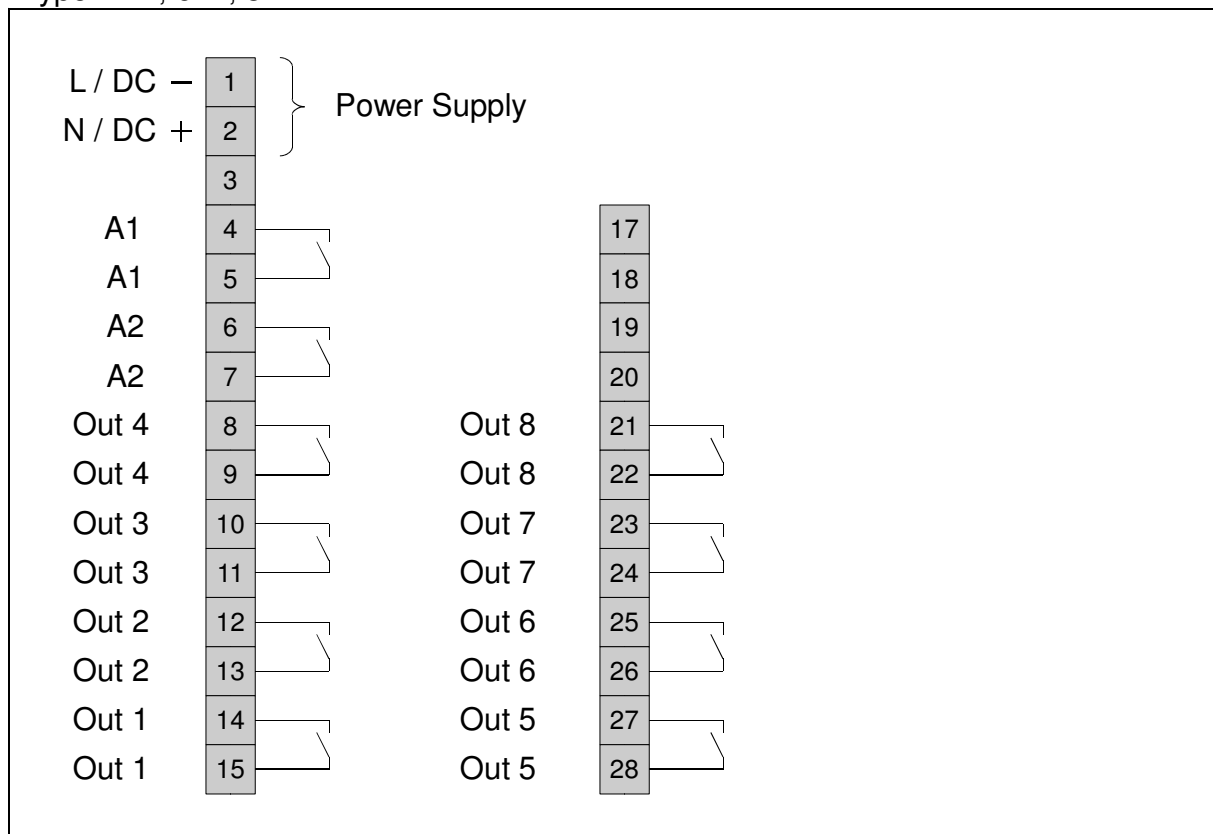 L / DC − 1
Power Supply
N / DC + 2
3
A1 4
A1 5
A2 6
A2 7
Out 4 8
Out 4 9
Out 3 10
Out 3 11
Out 2 12
Out 2 13
Out 1 14
Out 1 15
17
18
19
20
Out 8 21
Out 8 22
Out 7 23
Out 7 24
Out 6 25
Out 6 26
Out 5 27
Out 5 28